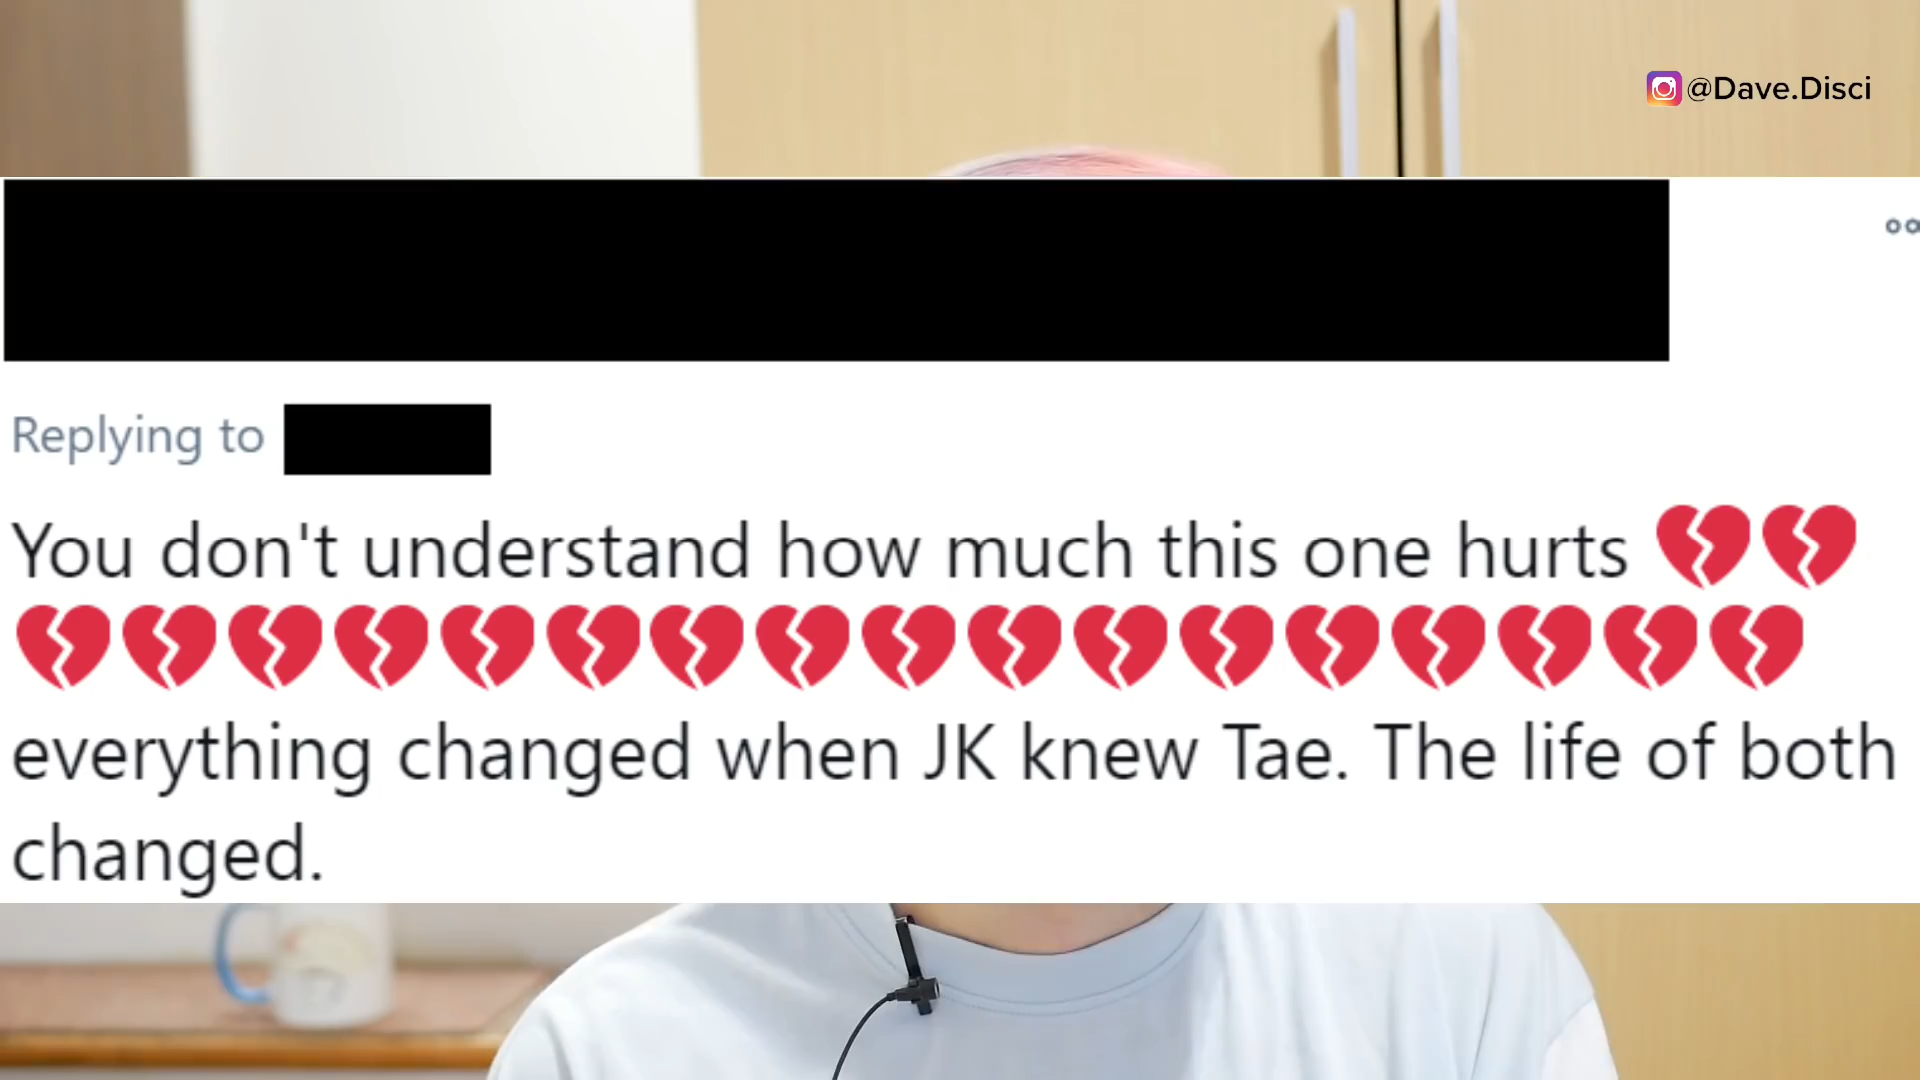 @Dave.Disci
Replying to
You don't understand how much this one hurts 💔💔
💔💔💔💔💔💔💔💔💔💔💔💔💔💔💔💔💔
everything changed when JK knew Tae. The life of both
changed.